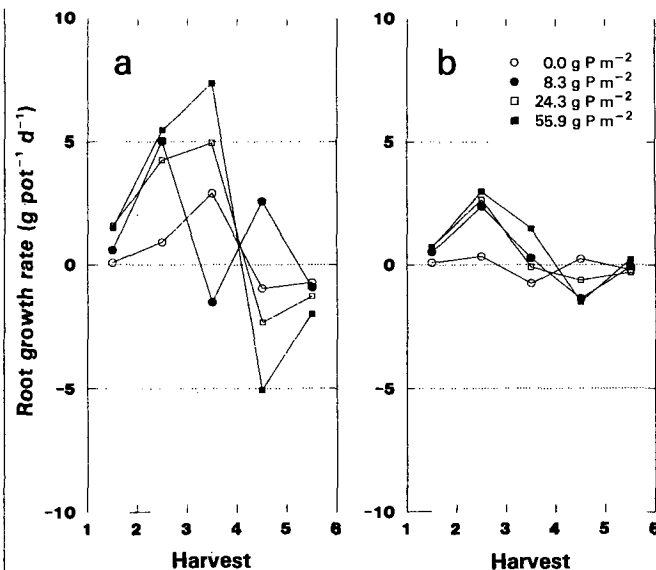 Root growth rate (g pot⁻¹ d⁻¹)
10
5
0
−5
−10
a
1 2 3 4 5 6
Harvest
10
5
0
−5
−10
b
0.0 g P m⁻²
8.3 g P m⁻²
24.3 g P m⁻²
55.9 g P m⁻²
1 2 3 4 5 6
Harvest